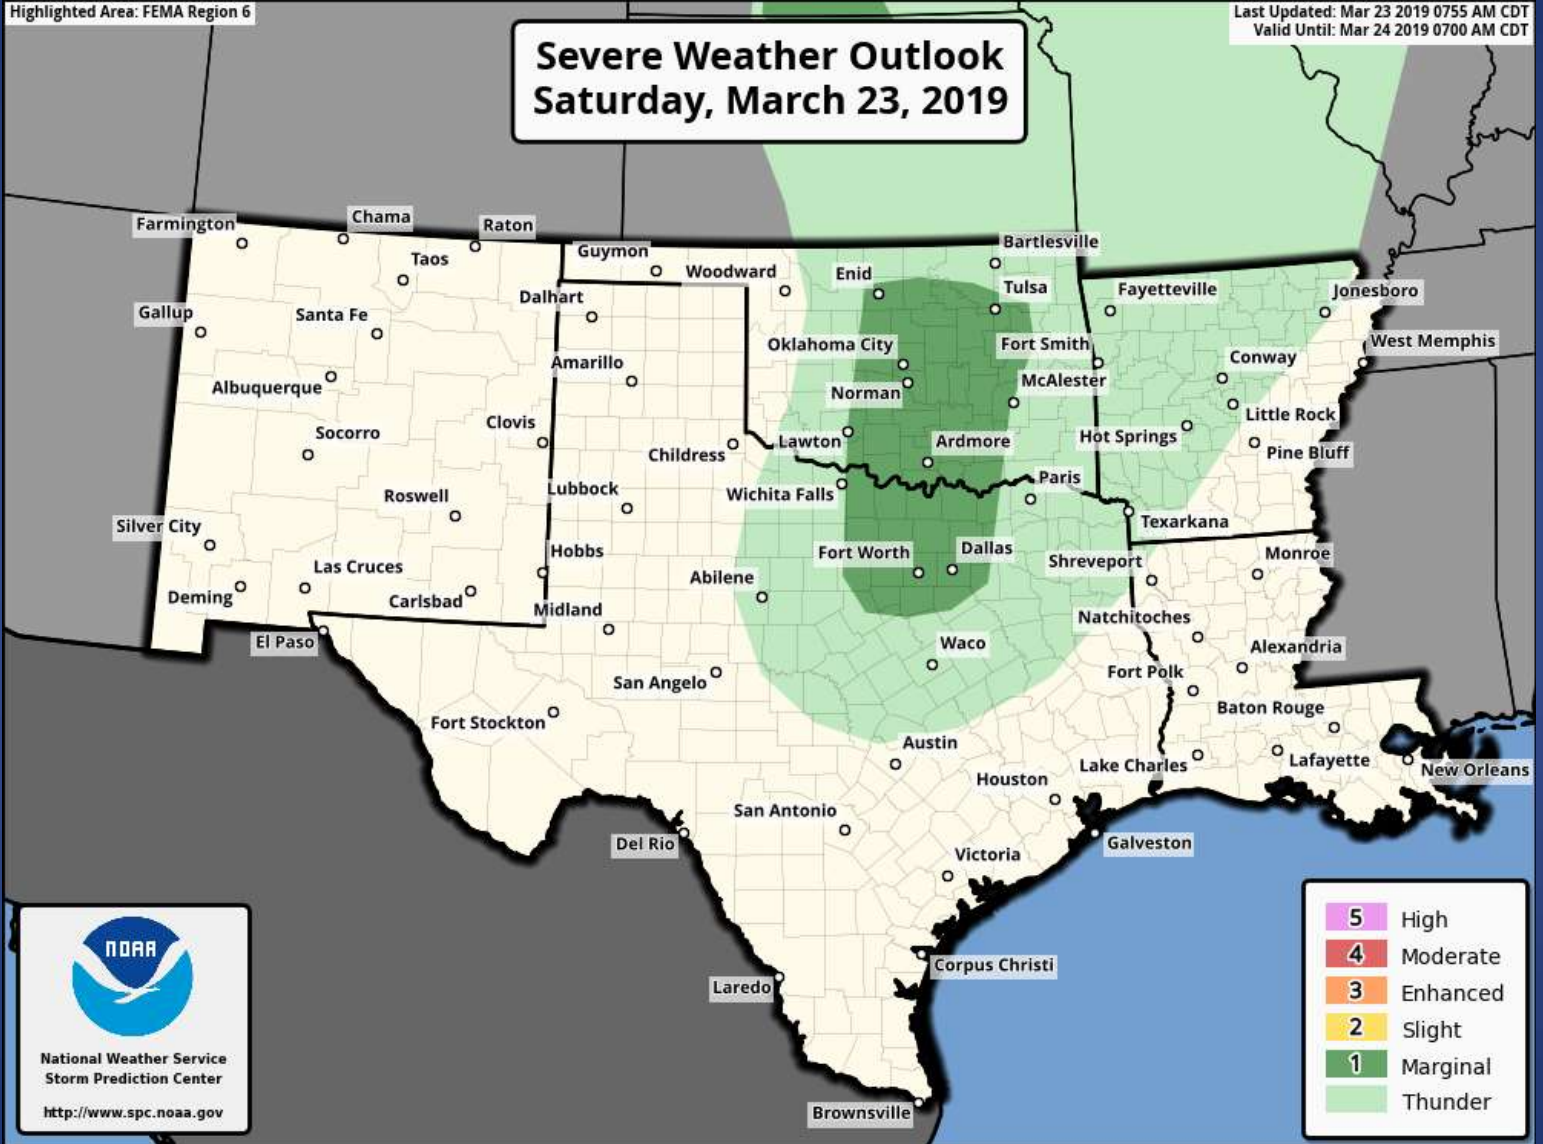 Highlighted Area: FEMA Region 6
Last Updated: Mar 23 2019 0755 AM CDT
Valid Until: Mar 24 2019 0700 AM CDT
Severe Weather Outlook
Saturday, March 23, 2019
Farmington
Chama
Raton
Taos
Guymon
Woodward
Enid
Bartlesville
Tulsa
Fayetteville
Jonesboro
Gallup
Santa Fe
Dalhart
Oklahoma City
Fort Smith
West Memphis
Albuquerque
Amarillo
Norman
McAlester
Conway
Socorro
Clovis
Childress
Lawton
Ardmore
Hot Springs
Little Rock
Pine Bluff
Roswell
Lubbock
Wichita Falls
Paris
Texarkana
Silver City
Hobbs
Fort Worth
Dallas
Shreveport
Monroe
Las Cruces
Deming
Carlsbad
Midland
Abilene
Natchitoches
El Paso
San Angelo
Waco
Alexandria
Fort Polk
Fort Stockton
Baton Rouge
Austin
Houston
Lake Charles
Lafayette
New Orleans
San Antonio
Del Rio
Galveston
Victoria
Corpus Christi
Laredo
Brownsville
NOAA
National Weather Service
Storm Prediction Center
http://www.spc.noaa.gov
5 High
4 Moderate
3 Enhanced
2 Slight
1 Marginal
Thunder